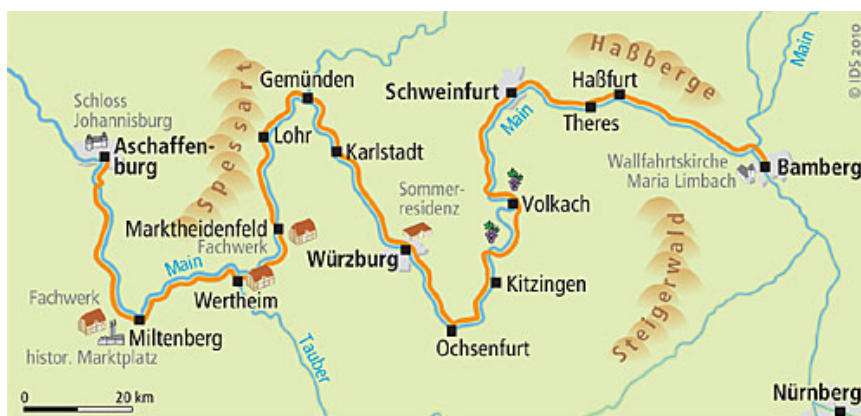 Main
© IDS 2010
Haßberge
Spessart
Gemünden
Schweinfurt
Haßfurt
Main
Theres
Schloss
Johannisburg
Aschaffen-
burg
Lohr
Karlstadt
Wallfahrtskirche
Maria Limbach
Bamberg
Sommer-
residenz
Volkach
Marktheidenfeld
Fachwerk
Würzburg
Steigerwald
Main
Wertheim
Kitzingen
Fachwerk
Miltenberg
histor. Marktplatz
Tauber
Ochsenfurt
Nürnberg
0 20 km